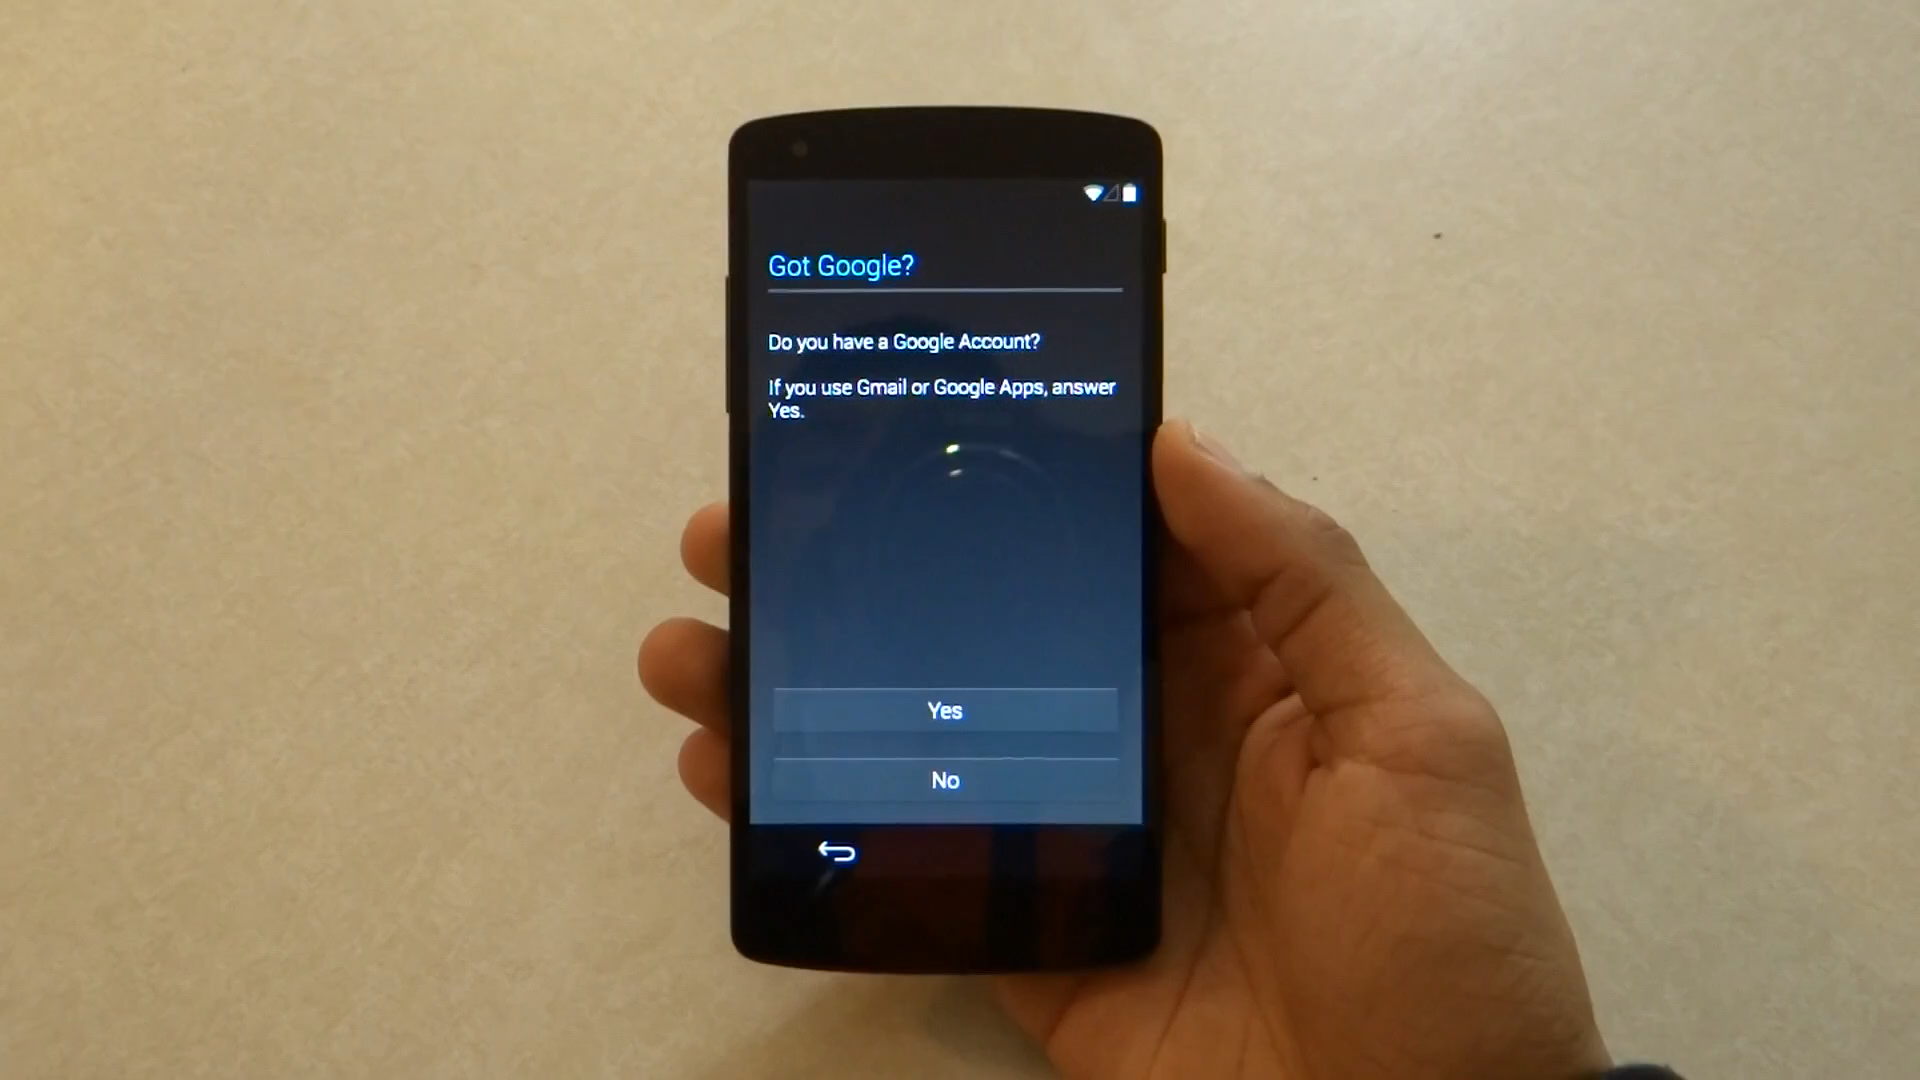 Got Google?
Do you have a Google Account?
If you use Gmail or Google Apps, answer
Yes.
Yes
No